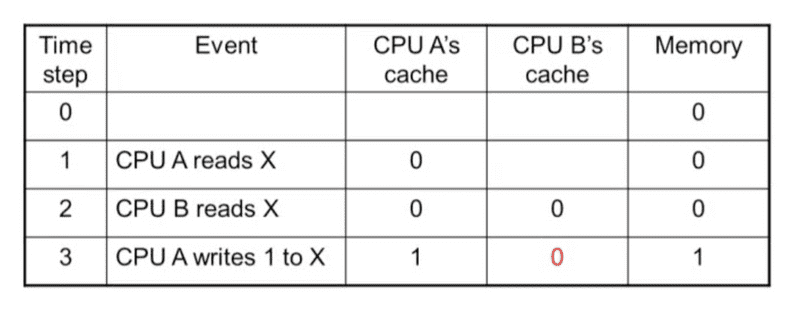 Time step Event CPU A's cache CPU B's cache Memory
0 0
1 CPU A reads X 0 0
2 CPU B reads X 0 0 0
3 CPU A writes 1 to X 1 0 1